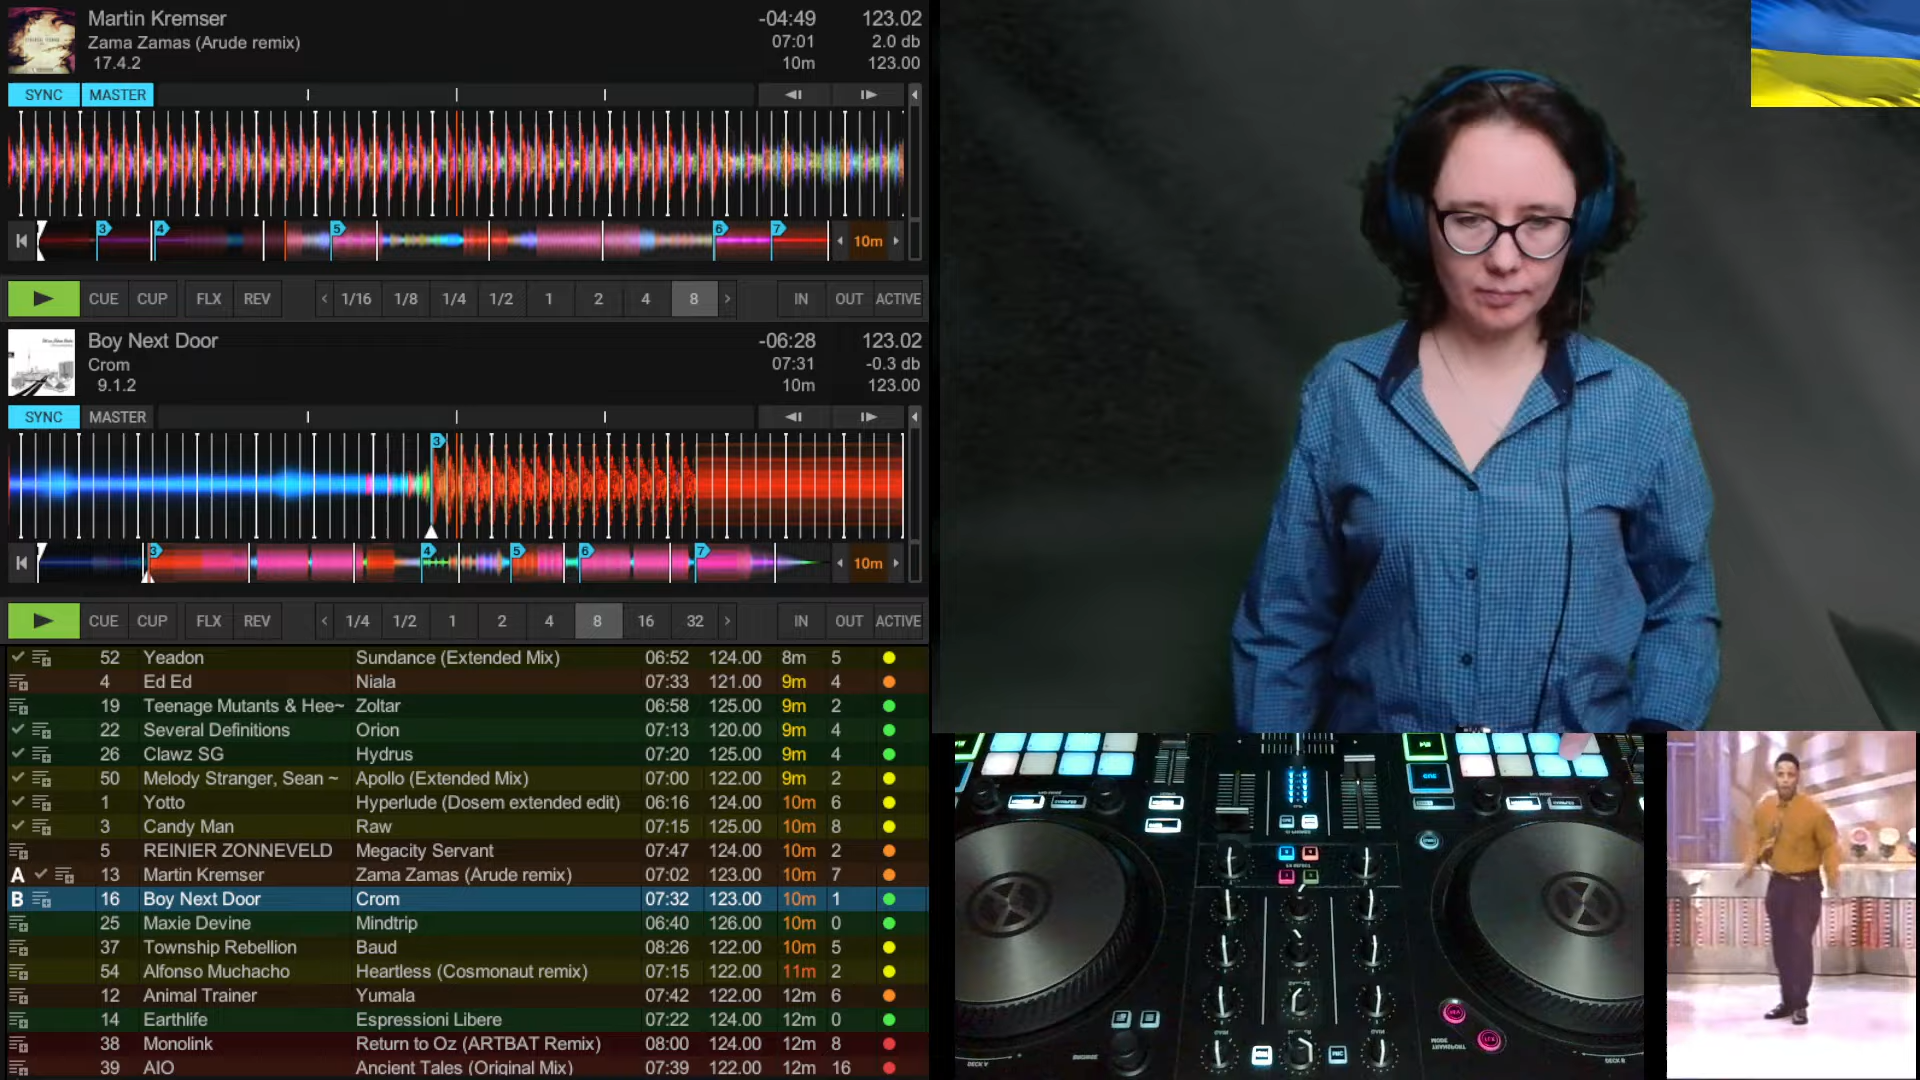 Martin Kremser -04:49 123.02
Zama Zamas (Arude remix) 07:01 2.0 db
17.4.2 10m 123.00
SYNC MASTER
3 4 5 6 7 10m
CUE CUP FLX REV 1/16 1/8 1/4 1/2 1 2 4 8 IN OUT ACTIVE
Boy Next Door -06:28 123.02
Crom 07:31 -0.3 db
9.1.2 10m 123.00
SYNC MASTER
3
3 4 5 6 7 10m
CUE CUP FLX REV 1/4 1/2 1 2 4 8 16 32 IN OUT ACTIVE
52 Yeadon Sundance (Extended Mix) 06:52 124.00 8m 5
4 Ed Ed Niala 07:33 121.00 9m 4
19 Teenage Mutants & Hee~ Zoltar 06:58 125.00 9m 2
22 Several Definitions Orion 07:13 120.00 9m 4
26 Clawz SG Hydrus 07:20 125.00 9m 4
50 Melody Stranger, Sean ~ Apollo (Extended Mix) 07:00 122.00 9m 2
1 Yotto Hyperlude (Dosem extended edit) 06:16 124.00 10m 6
3 Candy Man Raw 07:15 125.00 10m 8
5 REINIER ZONNEVELD Megacity Servant 07:47 124.00 10m 2
A 13 Martin Kremser Zama Zamas (Arude remix) 07:02 123.00 10m 7
B 16 Boy Next Door Crom 07:32 123.00 10m 1
25 Maxie Devine Mindtrip 06:40 126.00 10m 0
37 Township Rebellion Baud 08:26 122.00 10m 5
54 Alfonso Muchacho Heartless (Cosmonaut remix) 07:15 122.00 11m 2
12 Animal Trainer Yumala 07:42 122.00 12m 6
14 Earthlife Espressioni Libere 07:22 124.00 12m 0
38 Monolink Return to Oz (ARTBAT Remix) 08:00 124.00 12m 8
39 AIO Ancient Tales (Original Mix) 07:39 122.00 12m 16